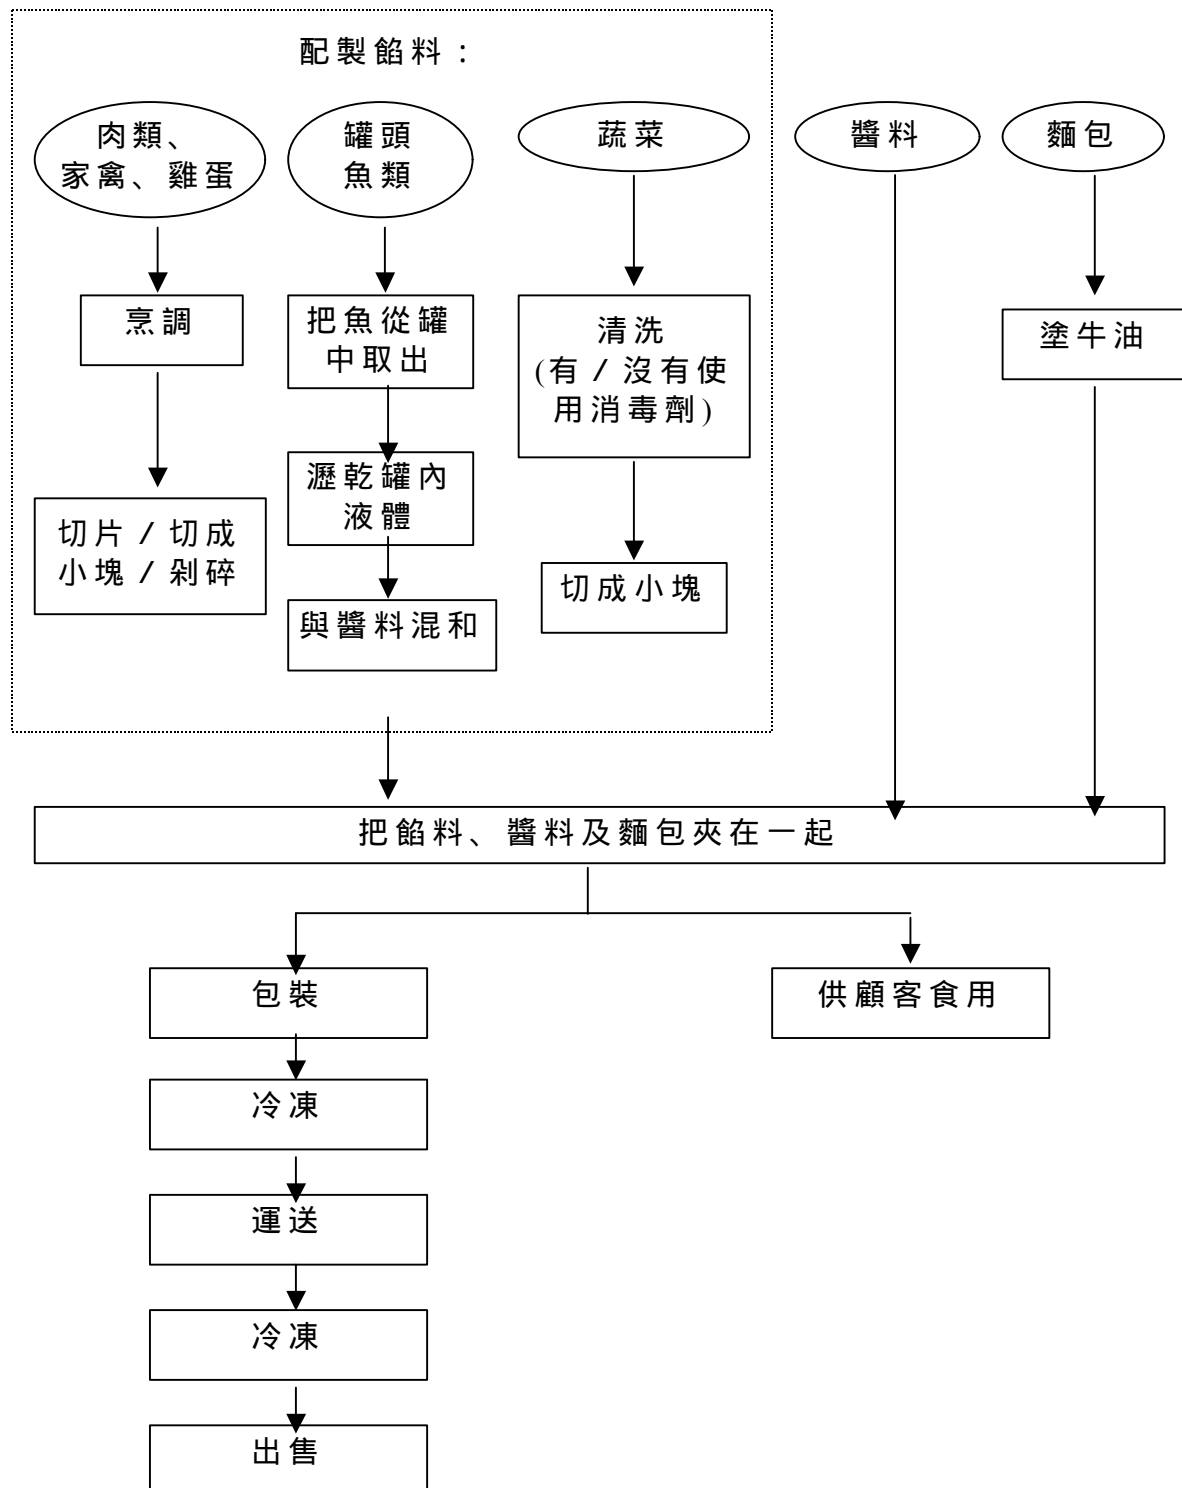 配製餡料：
肉類、
家禽、雞蛋
罐頭
魚類
蔬菜
醬料
麵包
烹調
把魚從罐
中取出
清洗
(有 / 沒有使
用消毒劑)
塗牛油
切片 / 切成
小塊 / 剁碎
瀝乾罐內
液體
切成小塊
與醬料混和
把餡料、醬料及麵包夾在一起
包裝
供顧客食用
冷凍
運送
冷凍
出售